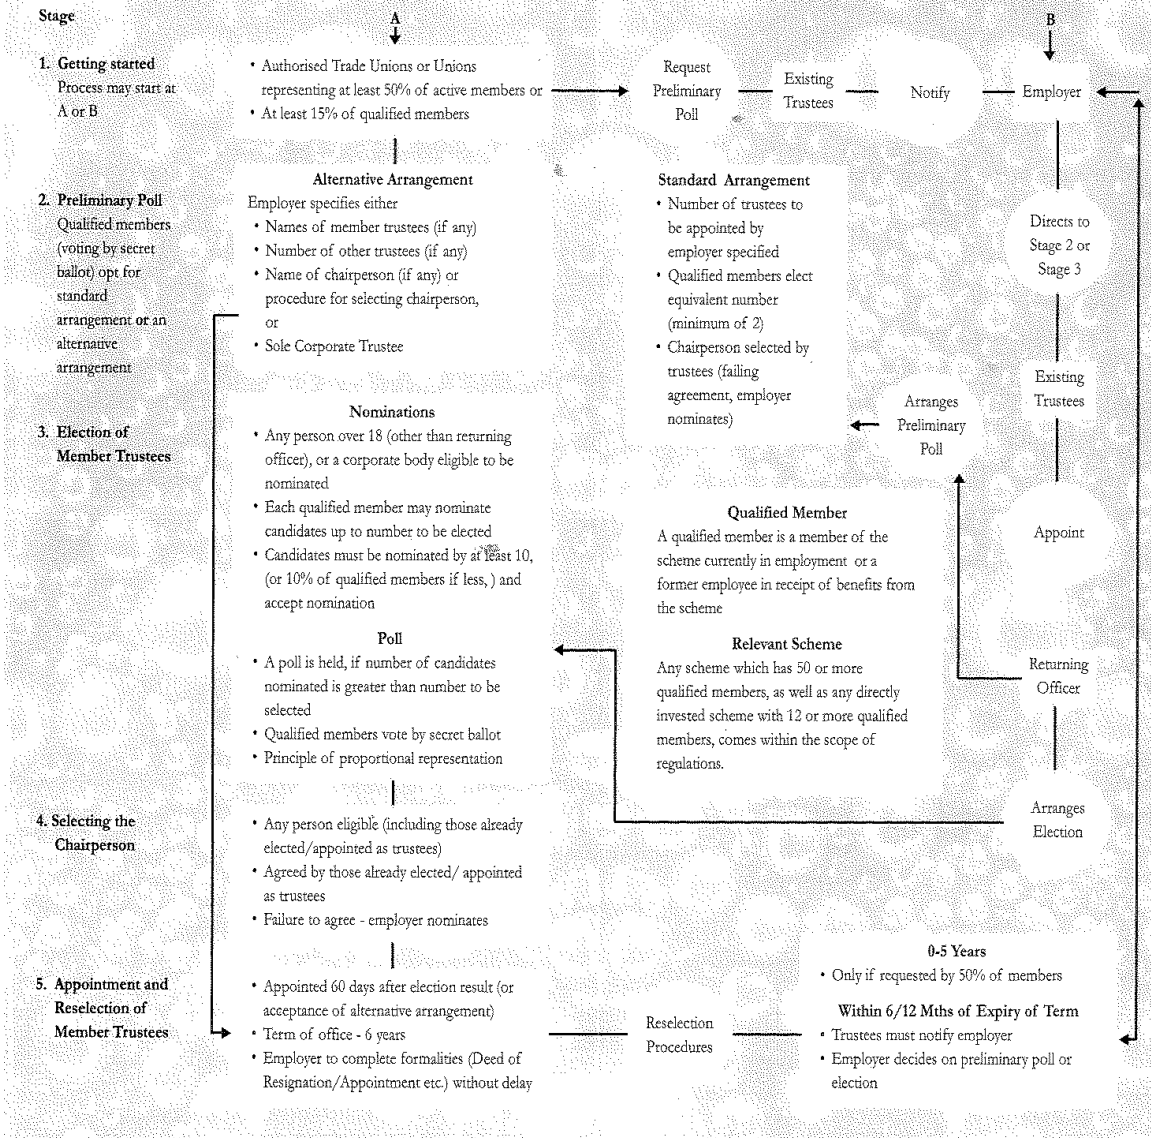 Stage
A
B
1. Getting started
Process may start at
A or B
• Authorised Trade Unions or Unions
representing at least 50% of active members or
• At least 15% of qualified members
Request
Preliminary
Poll
Existing
Trustees
Notify
Employer
2. Preliminary Poll
Qualified members
(voting by secret
ballot) opt for
standard
arrangement or an
alternative
arrangement
Alternative Arrangement
Employer specifies either
• Names of member trustees (if any)
• Number of other trustees (if any)
• Name of chairperson (if any) or
procedure for selecting chairperson,
or
• Sole Corporate Trustee
Standard Arrangement
• Number of trustees to
be appointed by
employer specified
• Qualified members elect
equivalent number
(minimum of 2)
• Chairperson selected by
trustees (failing
agreement, employer
nominates)
Directs to
Stage 2 or
Stage 3
Existing
Trustees
Arranges
Preliminary
Poll
3. Election of
Member Trustees
Nominations
• Any person over 18 (other than returning
officer), or a corporate body eligible to be
nominated
• Each qualified member may nominate
candidates up to number to be elected
• Candidates must be nominated by at least 10,
(or 10% of qualified members if less, ) and
accept nomination
Poll
• A poll is held, if number of candidates
nominated is greater than number to be
selected
• Qualified members vote by secret ballot
• Principle of proportional representation
Qualified Member
A qualified member is a member of the
scheme currently in employment or a
former employee in receipt of benefits from
the scheme
Relevant Scheme
Any scheme which has 50 or more
qualified members, as well as any directly
invested scheme with 12 or more qualified
members, comes within the scope of
regulations.
Appoint
Returning
Officer
Arranges
Election
4. Selecting the
Chairperson
• Any person eligible (including those already
elected/appointed as trustees)
• Agreed by those already elected/ appointed
as trustees
• Failure to agree - employer nominates
5. Appointment and
Reselection of
Member Trustees
• Appointed 60 days after election result (or
acceptance of alternative arrangement)
• Term of office - 6 years
• Employer to complete formalities (Deed of
Resignation/Appointment etc.) without delay
Reselection
Procedures
0-5 Years
• Only if requested by 50% of members
Within 6/12 Mths of Expiry of Term
• Trustees must notify employer
• Employer decides on preliminary poll or
election